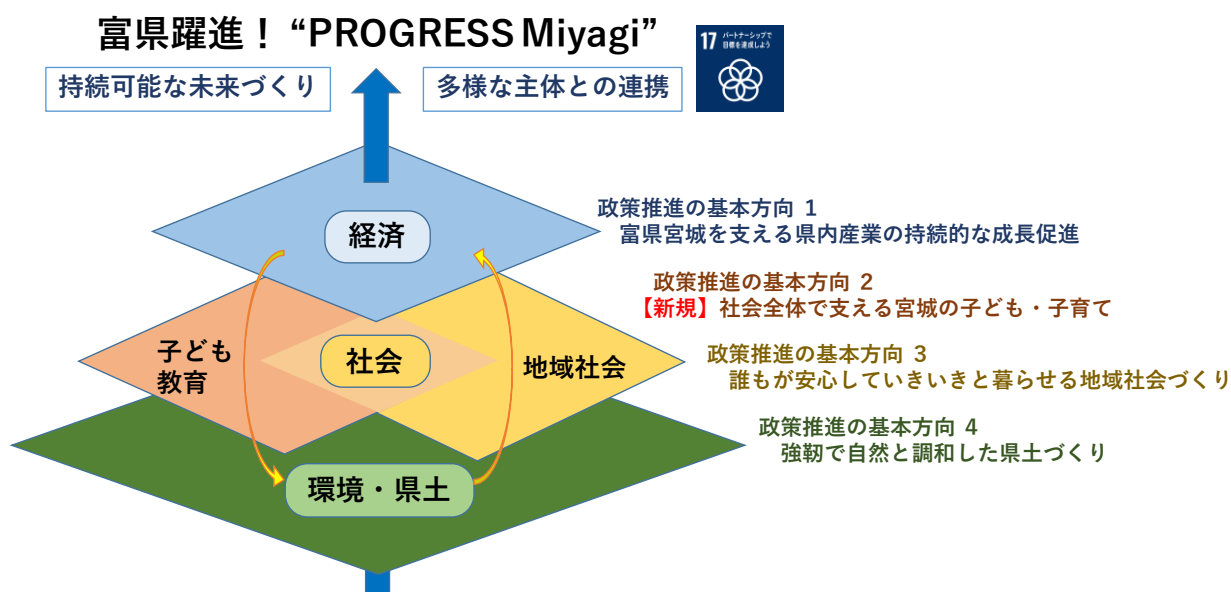 富県躍進！“PROGRESS Miyagi”
17 パートナーシップで
目標を達成しよう
持続可能な未来づくり
多様な主体との連携
経済
政策推進の基本方向 1
富県宮城を支える県内産業の持続的な成長促進
政策推進の基本方向 2
【新規】社会全体で支える宮城の子ども・子育て
子ども
教育
社会
地域社会
政策推進の基本方向 3
誰もが安心していきいきと暮らせる地域社会づくり
政策推進の基本方向 4
強靭で自然と調和した県土づくり
環境・県土